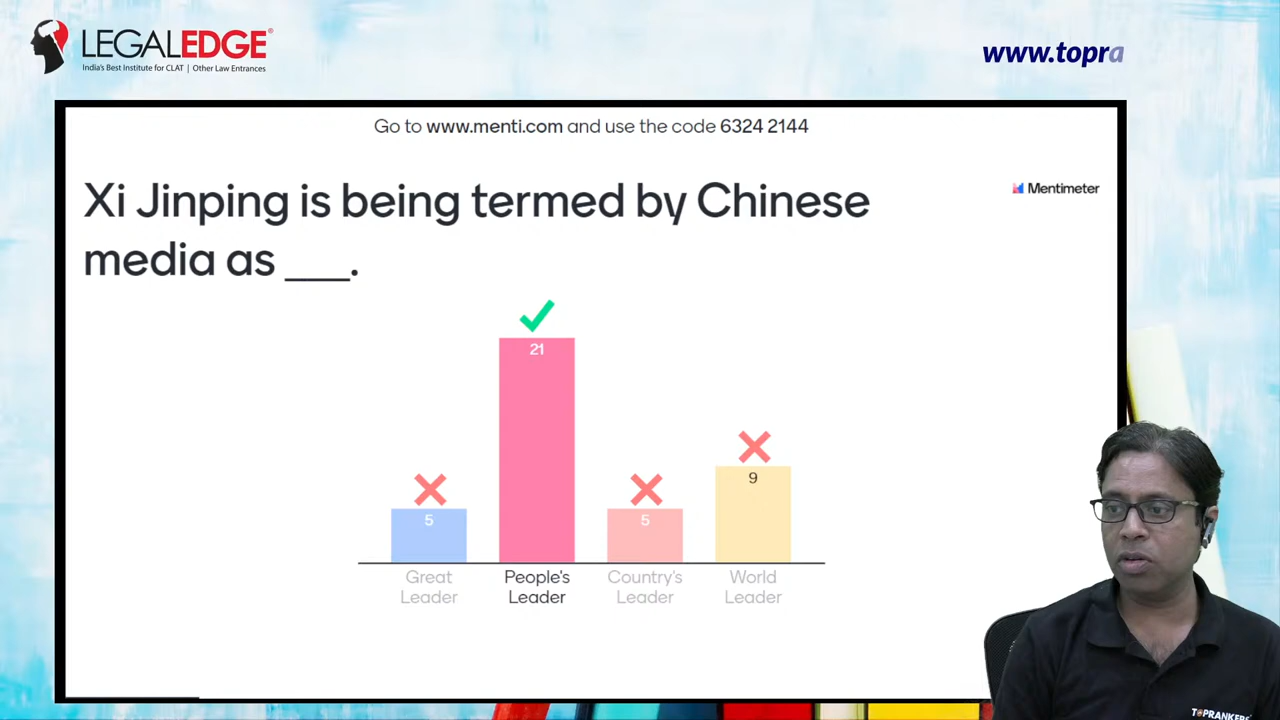 LEGALEDGE®
India's Best Institute for CLAT | Other Law Entrances
www.topra
Go to www.menti.com and use the code 6324 2144
Mentimeter
Xi Jinping is being termed by Chinese
media as ___.
5
21
5
9
Great
Leader
People's
Leader
Country's
Leader
World
Leader
TOPRANKERS